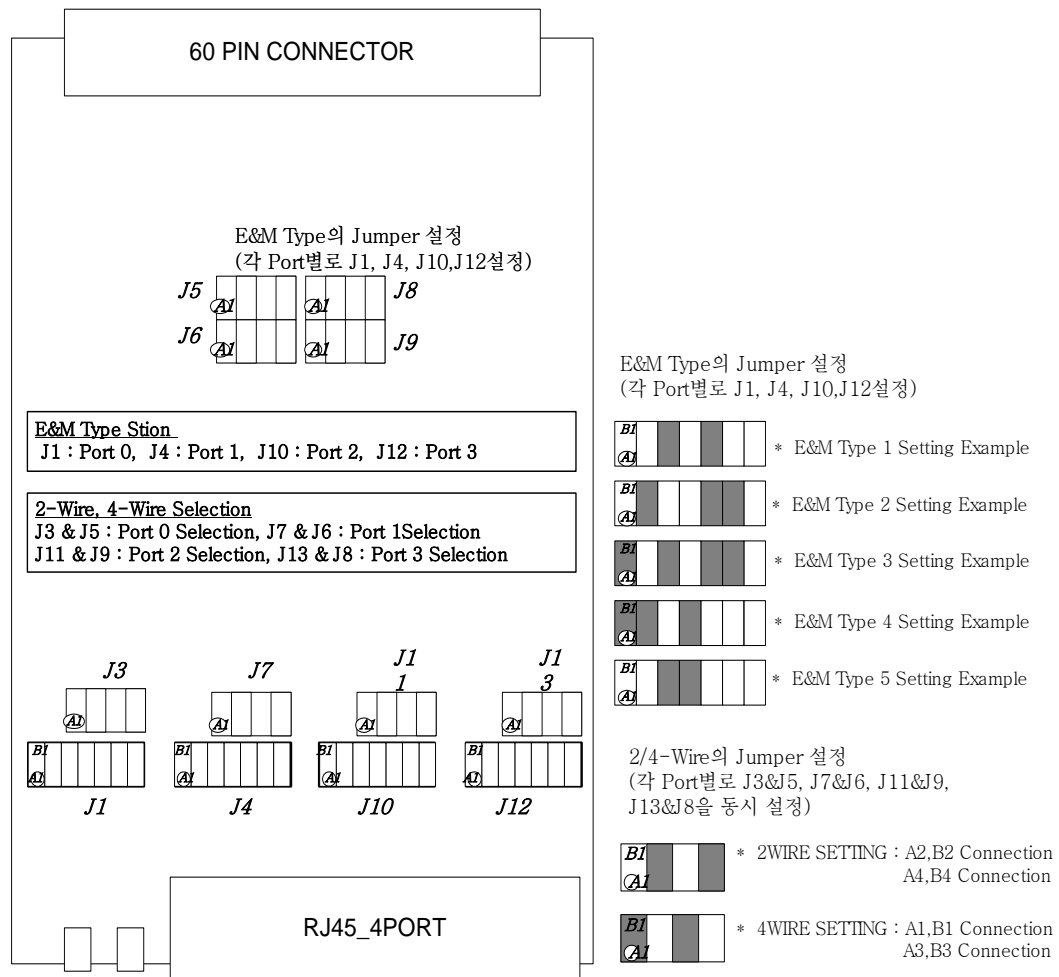 60 PIN CONNECTOR
E&M Type의 Jumper 설정
(각 Port별로 J1, J4, J10,J12설정)
J5
A1
A1
J8
J6
A1
A1
J9
E&M Type Stion
J1 : Port 0, J4 : Port 1, J10 : Port 2, J12 : Port 3
2-Wire, 4-Wire Selection
J3 & J5 : Port 0 Selection, J7 & J6 : Port 1Selection
J11 & J9 : Port 2 Selection, J13 & J8 : Port 3 Selection
J3
J7
J1
1
J1
3
A1
A1
A1
A1
B1
B1
B1
B1
A1
A1
A1
A1
J1
J4
J10
J12
RJ45_4PORT
E&M Type의 Jumper 설정
(각 Port별로 J1, J4, J10,J12설정)
B1
A1
* E&M Type 1 Setting Example
B1
A1
* E&M Type 2 Setting Example
B1
A1
* E&M Type 3 Setting Example
B1
A1
* E&M Type 4 Setting Example
B1
A1
* E&M Type 5 Setting Example
2/4-Wire의 Jumper 설정
(각 Port별로 J3&J5, J7&J6, J11&J9,
J13&J8을 동시 설정)
B1
A1
* 2WIRE SETTING : A2,B2 Connection
A4,B4 Connection
B1
A1
* 4WIRE SETTING : A1,B1 Connection
A3,B3 Connection